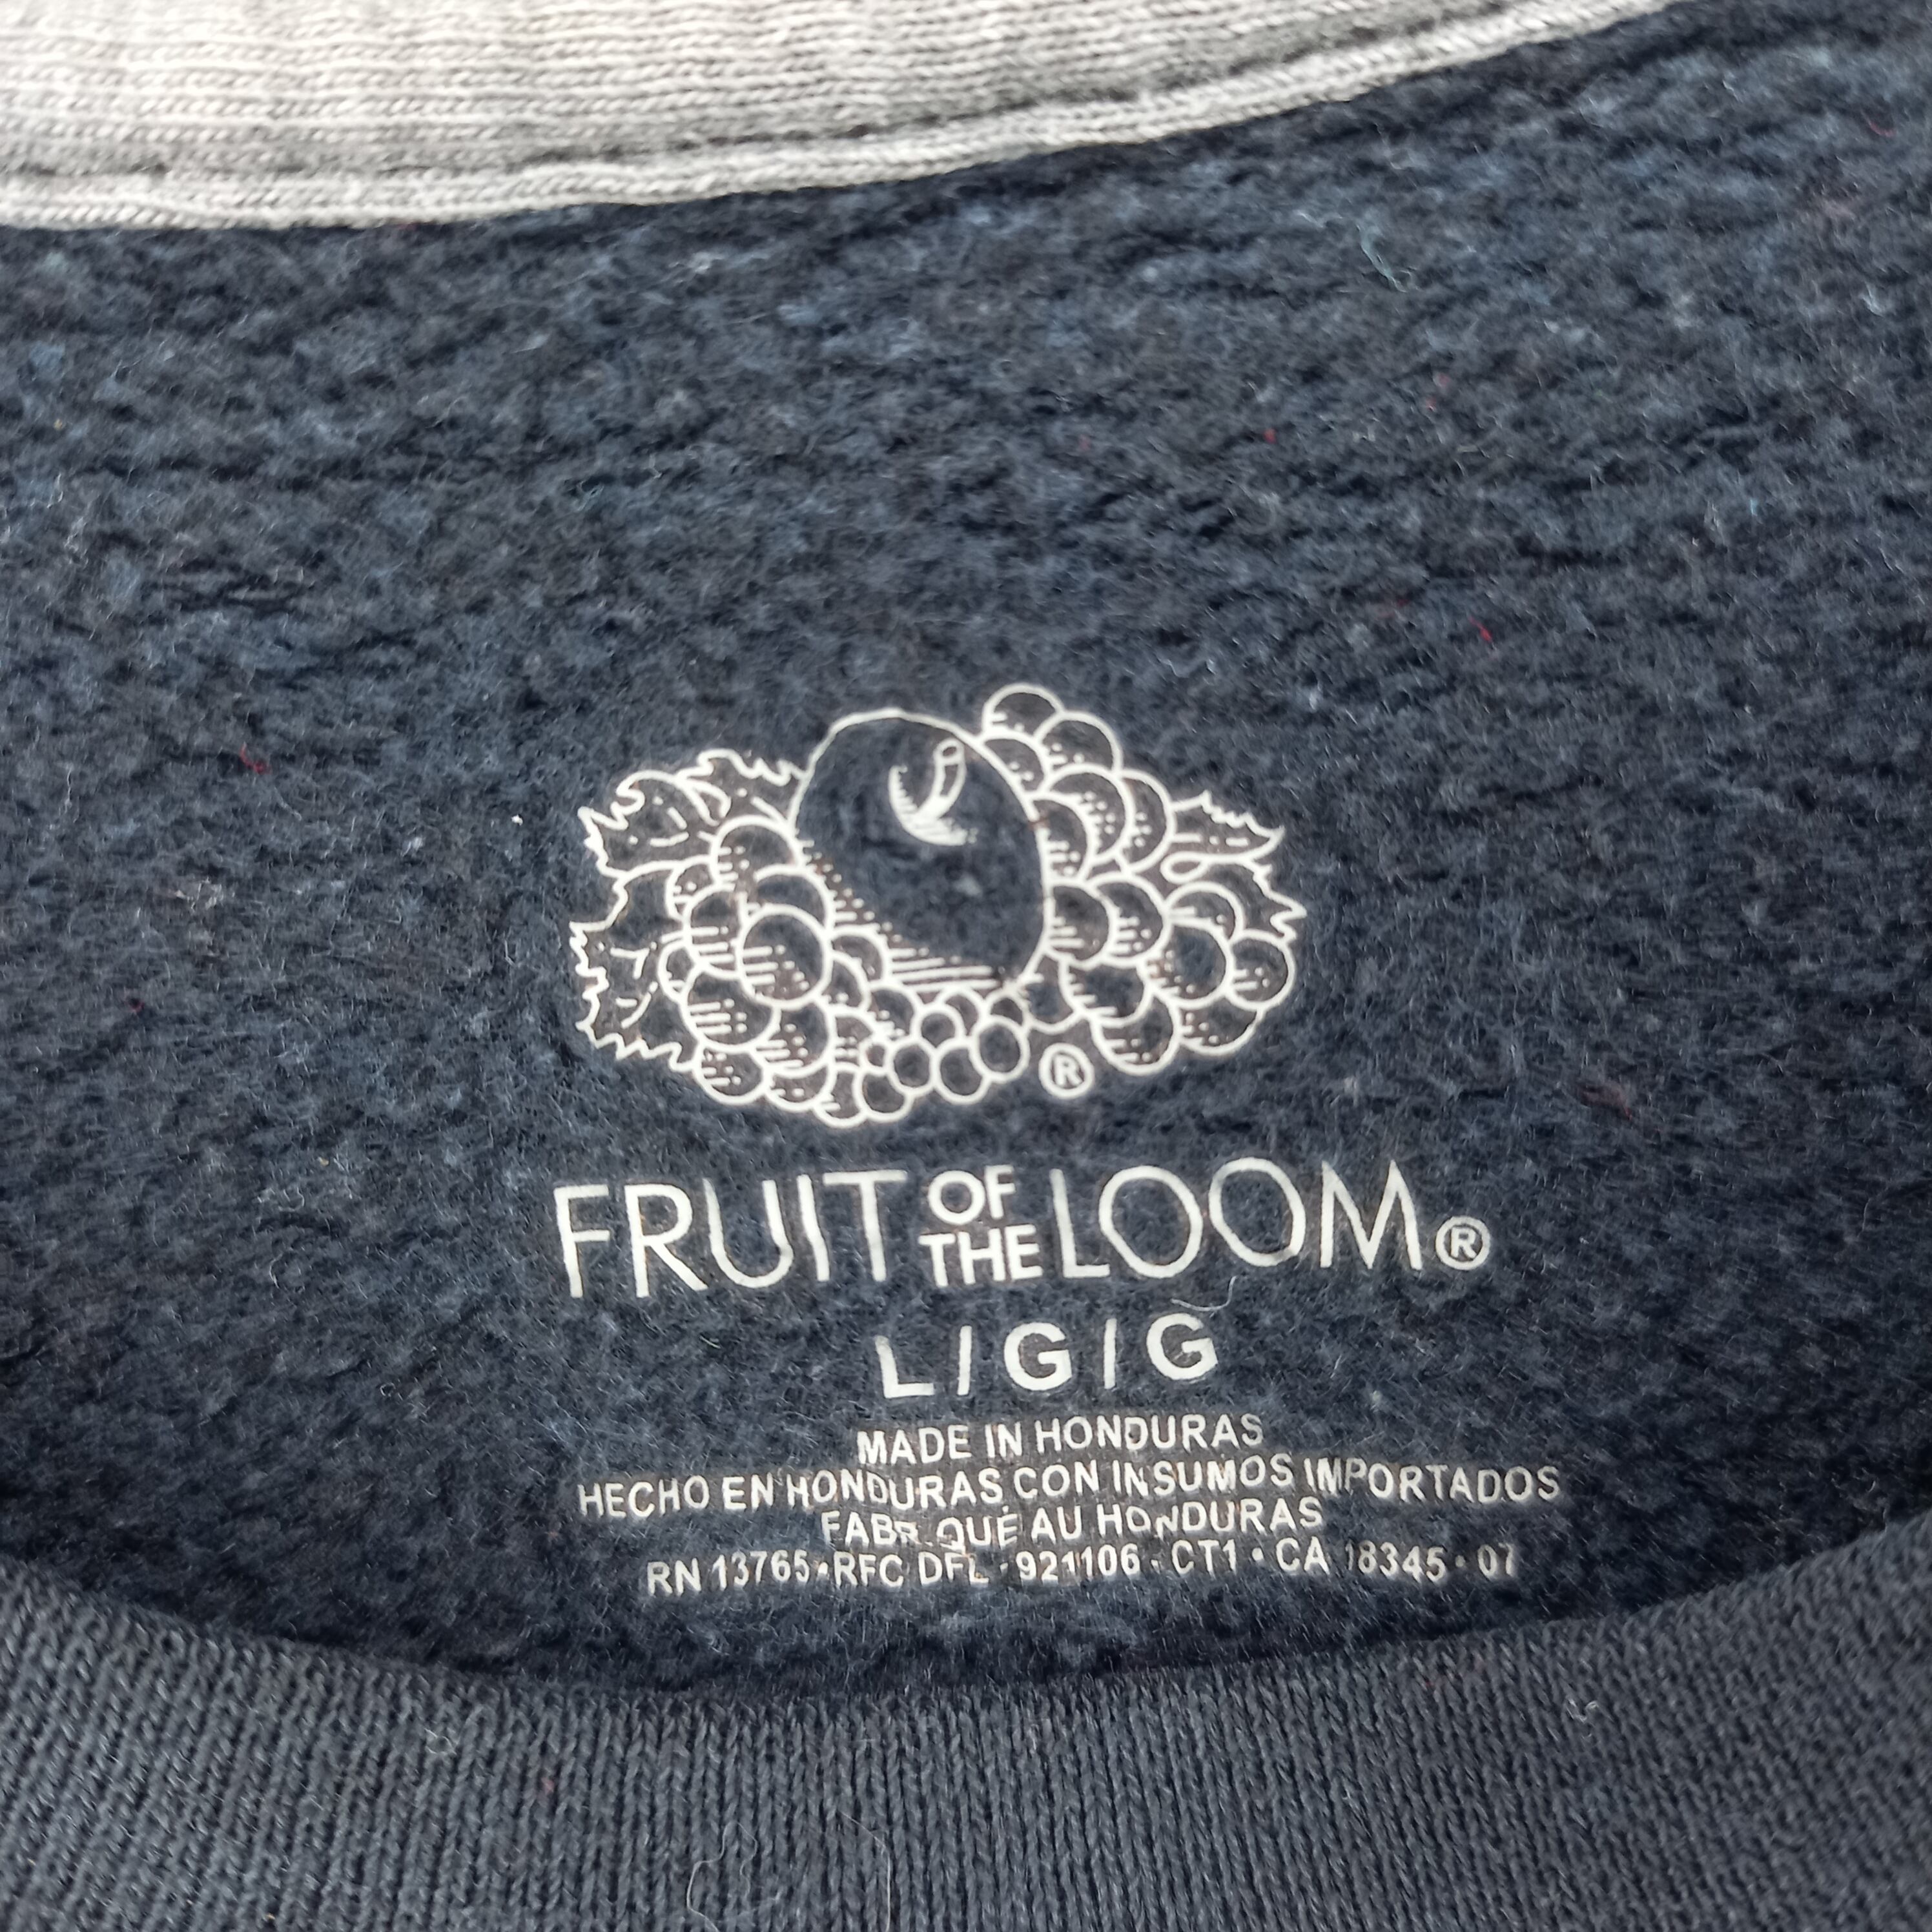 ®
FRUIT OF THE LOOM®
L/G/G
MADE IN HONDURAS
HECHO EN HONDURAS CON INSUMOS IMPORTADOS
FABRIQUÉ AU HONDURAS
RN 13765 • RFC DFL - 921106 - CT1 • CA 18345 • 07